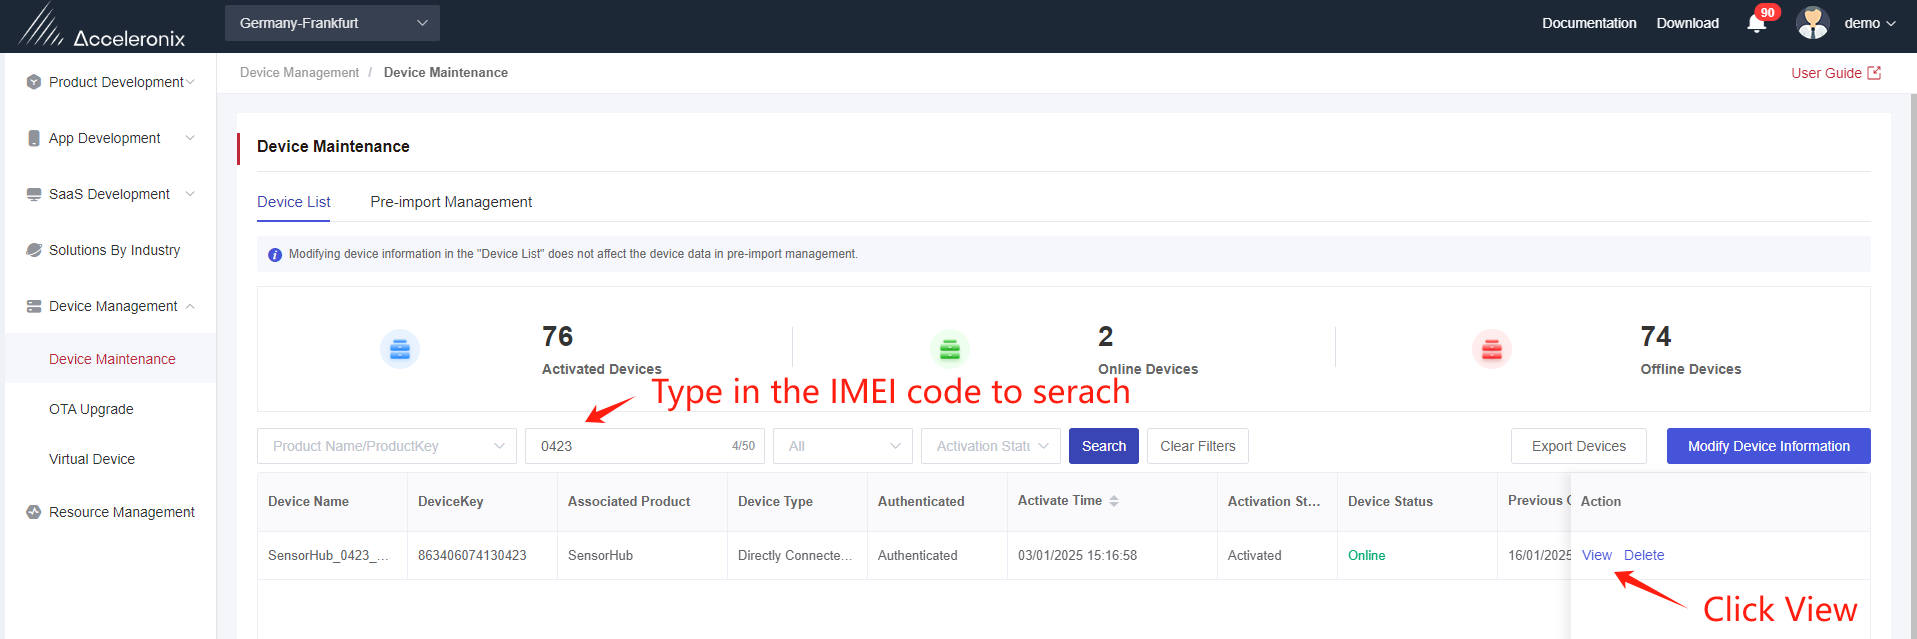 Acceleronix
Germany-Frankfurt
Documentation
Download
90
demo
Product Development
App Development
SaaS Development
Solutions By Industry
Device Management
Device Maintenance
OTA Upgrade
Virtual Device
Resource Management
Device Management / Device Maintenance
User Guide
Device Maintenance
Device List
Pre-import Management
Modifying device information in the "Device List" does not affect the device data in pre-import management.
76
Activated Devices
2
Online Devices
74
Offline Devices
Type in the IMEI code to serach
Product Name/ProductKey
0423
4/50
All
Activation Statu
Search
Clear Filters
Export Devices
Modify Device Information
Device Name
DeviceKey
Associated Product
Device Type
Authenticated
Activate Time
Activation St...
Device Status
Previous
Action
SensorHub_0423_...
863406074130423
SensorHub
Directly Connecte...
Authenticated
03/01/2025 15:16:58
Activated
Online
16/01/2025
View
Delete
Click View